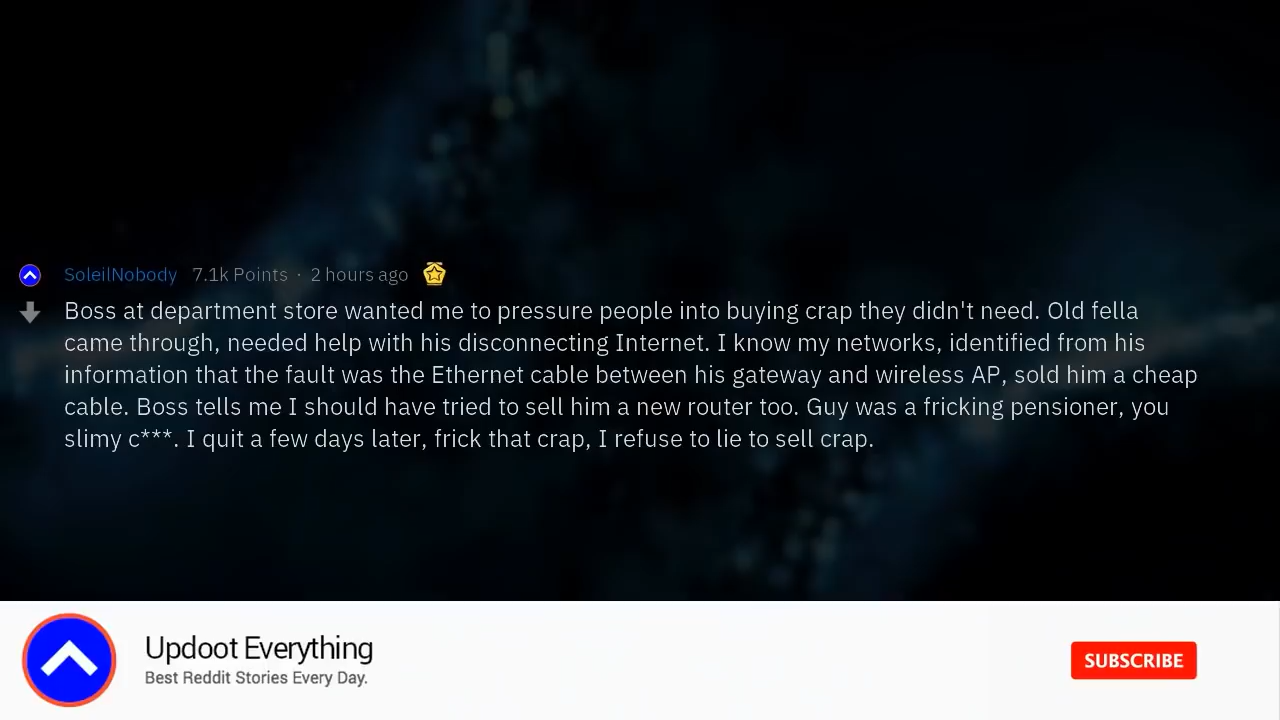 SoleilNobody 7.1k Points · 2 hours ago
Boss at department store wanted me to pressure people into buying crap they didn't need. Old fella
came through, needed help with his disconnecting Internet. I know my networks, identified from his
information that the fault was the Ethernet cable between his gateway and wireless AP, sold him a cheap
cable. Boss tells me I should have tried to sell him a new router too. Guy was a fricking pensioner, you
slimy c***. I quit a few days later, frick that crap, I refuse to lie to sell crap.
Updoot Everything
Best Reddit Stories Every Day.
SUBSCRIBE